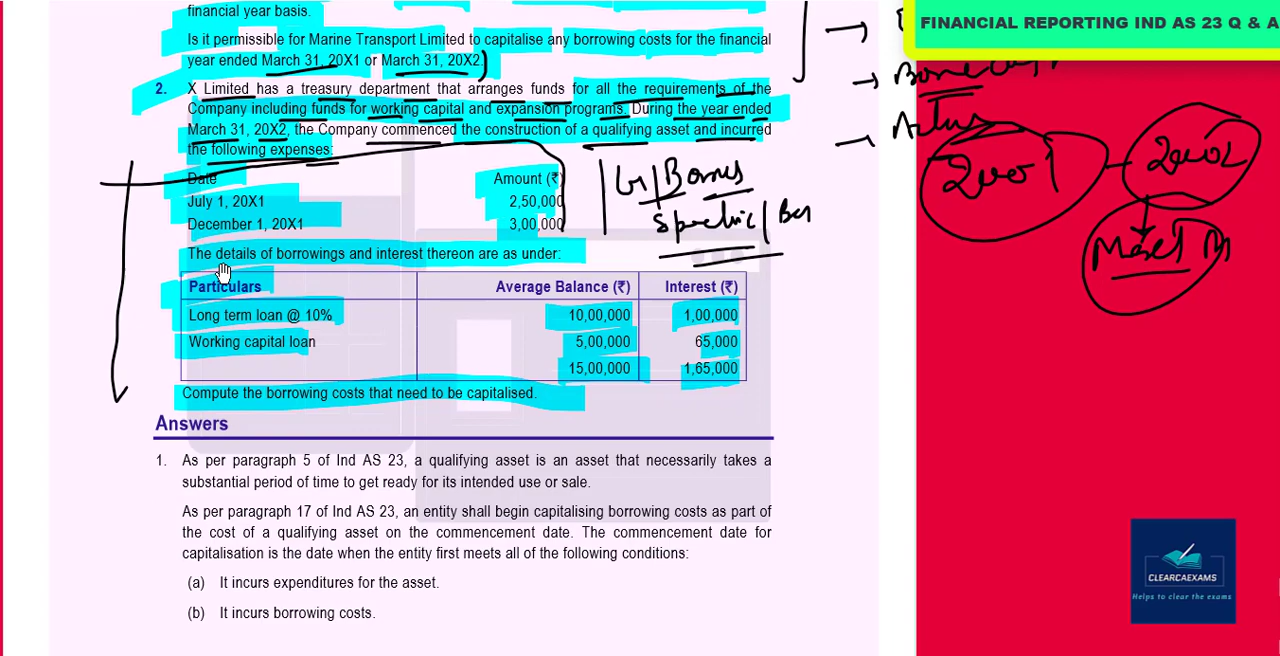 financial year basis.
FINANCIAL REPORTING IND AS 23 Q & A
Is it permissible for Marine Transport Limited to capitalise any borrowing costs for the financial
year ended March 31, 20X1 or March 31, 20X2.
2. X Limited has a treasury department that arranges funds for all the requirements of the
Company including funds for working capital and expansion programs. During the year ended
March 31, 20X2, the Company commenced the construction of a qualifying asset and incurred
the following expenses:
Date Amount (₹)
July 1, 20X1 2,50,000
December 1, 20X1 3,00,000
The details of borrowings and interest thereon are as under:
Particulars Average Balance (₹) Interest (₹)
Long term loan @ 10% 10,00,000 1,00,000
Working capital loan 5,00,000 65,000
15,00,000 1,65,000
Compute the borrowing costs that need to be capitalised.
Answers
1. As per paragraph 5 of Ind AS 23, a qualifying asset is an asset that necessarily takes a
substantial period of time to get ready for its intended use or sale.
As per paragraph 17 of Ind AS 23, an entity shall begin capitalising borrowing costs as part of
the cost of a qualifying asset on the commencement date. The commencement date for
capitalisation is the date when the entity first meets all of the following conditions:
(a) It incurs expenditures for the asset.
(b) It incurs borrowing costs.
CLEARCAEXAMS
Helps to clear the exams